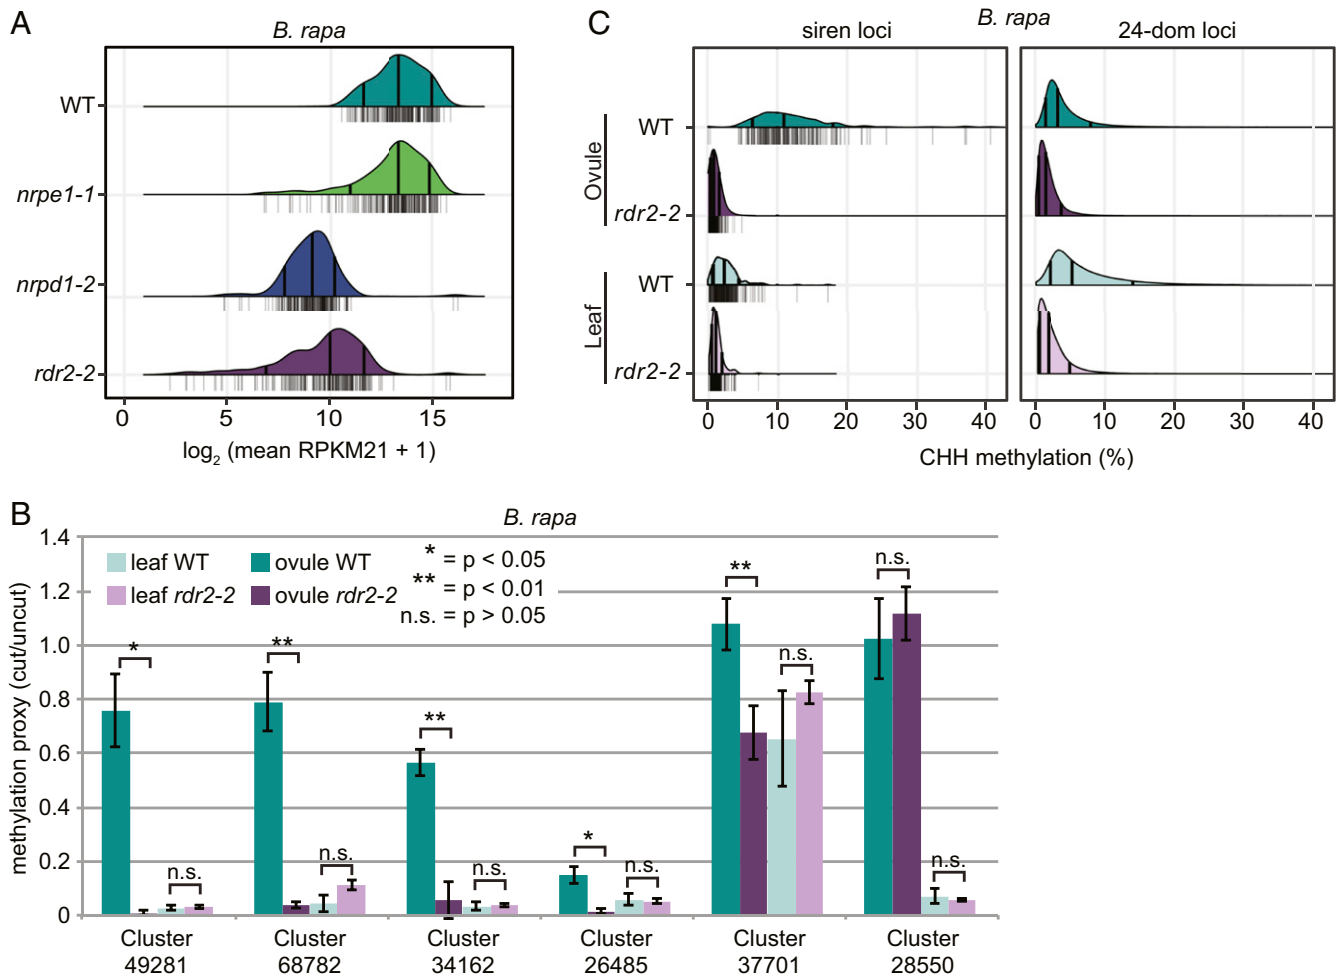 A
B. rapa
WT
nrpe1-1
nrpd1-2
rdr2-2
0 5 10 15
log2 (mean RPKM21 + 1)
C
B. rapa
siren loci 24-dom loci
Ovule
WT
rdr2-2
Leaf
WT
rdr2-2
0 10 20 30 40 0 10 20 30 40
CHH methylation (%)
B
B. rapa
methylation proxy (cut/uncut)
1.4
1.2
1.0
0.8
0.6
0.4
0.2
0
leaf WT ovule WT
leaf rdr2-2 ovule rdr2-2
* = p < 0.05
** = p < 0.01
n.s. = p > 0.05
* n.s.
** n.s.
** n.s.
* n.s.
** n.s.
n.s. n.s.
Cluster 
49281
Cluster
68782
Cluster
34162
Cluster
26485
Cluster
37701
Cluster
28550